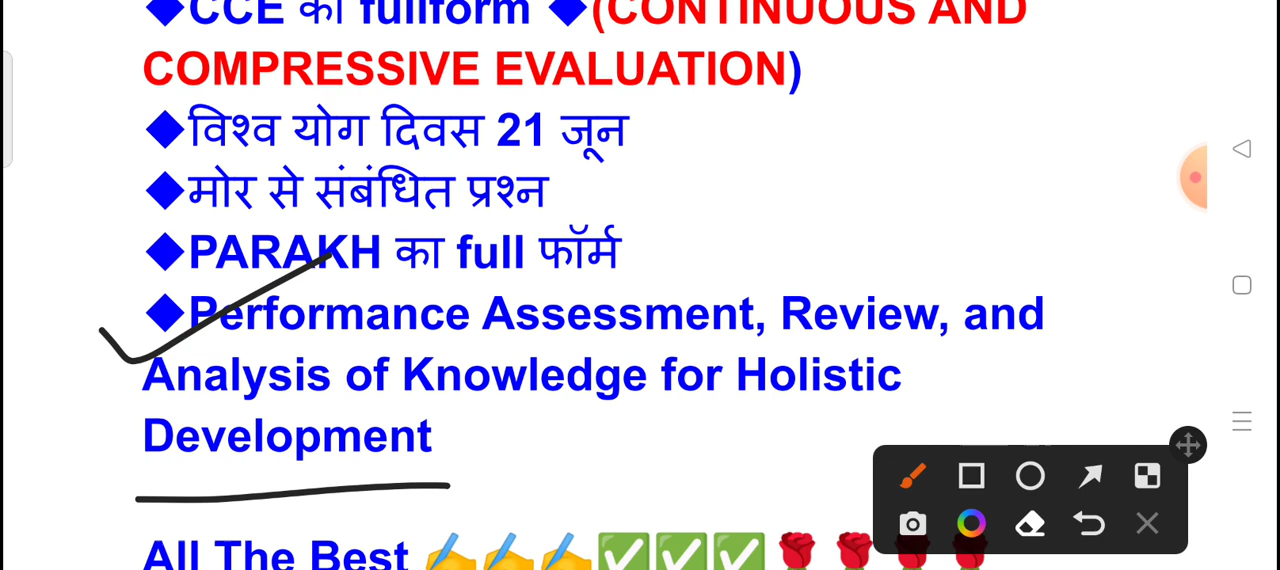 ◆CCE का fullform ◆(CONTINUOUS AND
COMPRESSIVE EVALUATION)
◆विश्व योग दिवस 21 जून
◆मोर से संबंधित प्रश्न
◆PARAKH का full फॉर्म
◆Performance Assessment, Review, and
Analysis of Knowledge for Holistic
Development
All The Best ✍️✍️✍️✅✅✅🌹🌹🌹🌹